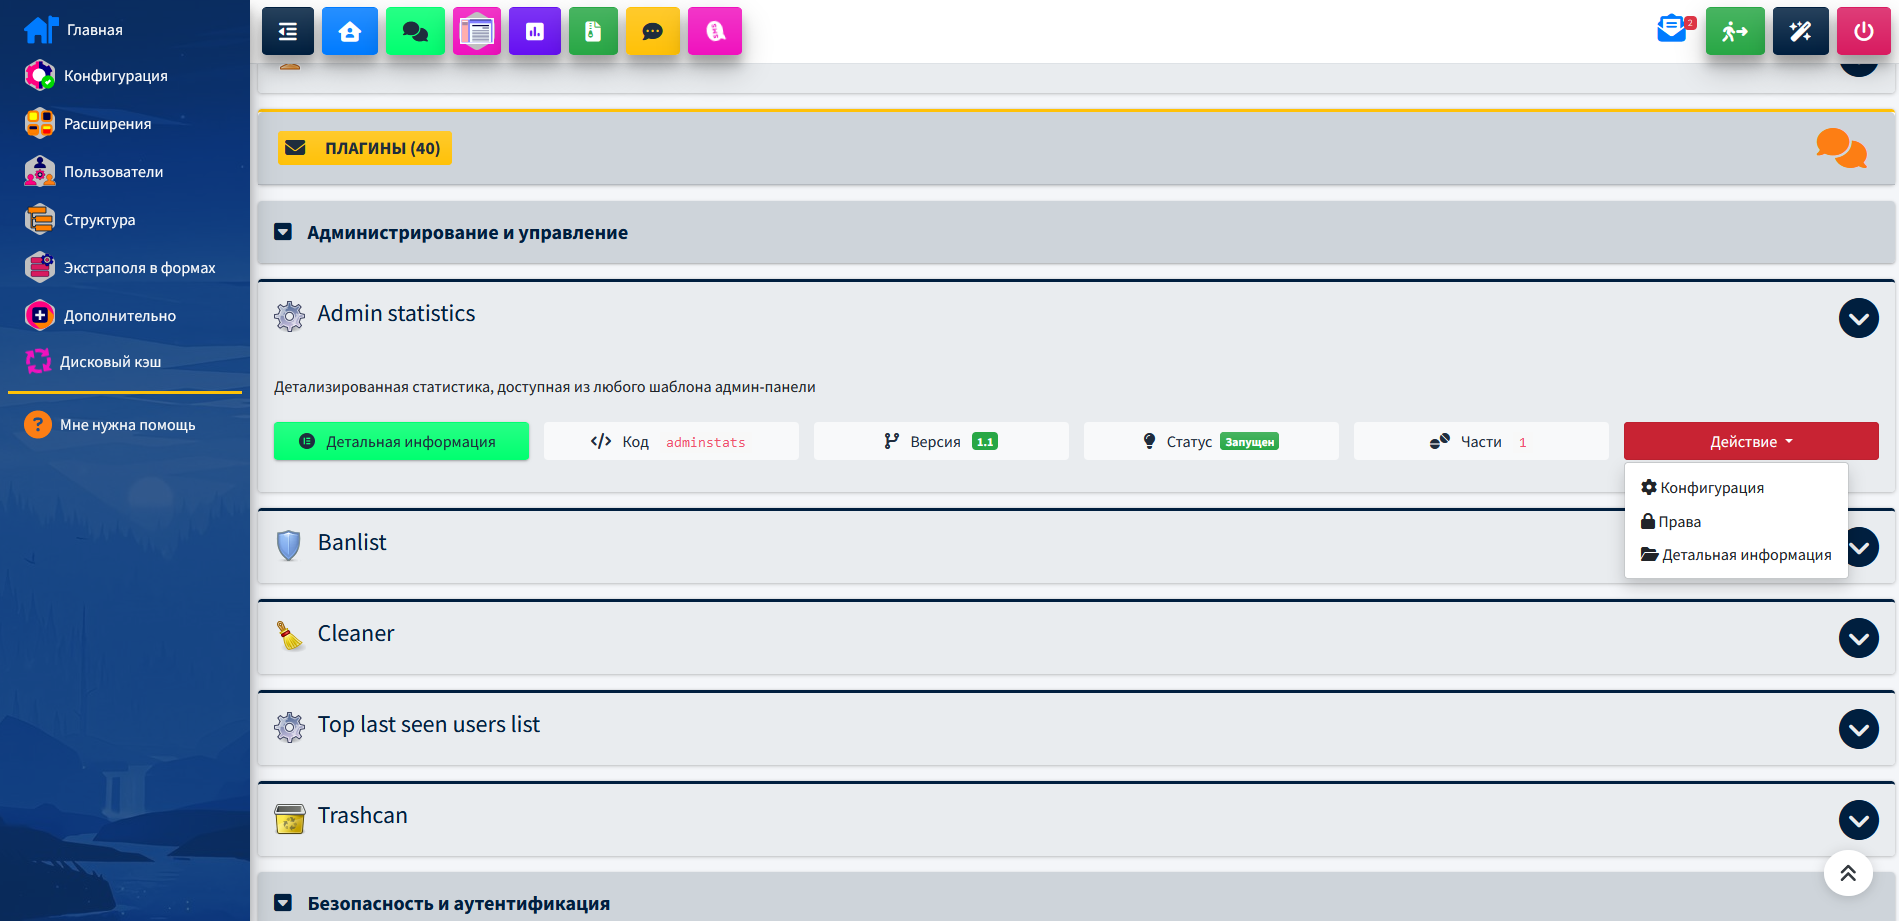 Главная
Конфигурация
Расширения
Пользователи
Структура
Экстраполя в формах
Дополнительно
Дисковый кэш
Мне нужна помощь
2
ПЛАГИНЫ (40)
Администрирование и управление
Admin statistics
Детализированная статистика, доступная из любого шаблона админ-панели
Детальная информация
Код adminstats
Версия 1.1
Статус Запущен
Части 1
Действие
Конфигурация
Права
Детальная информация
Banlist
Cleaner
Top last seen users list
Trashcan
Безопасность и аутентификация